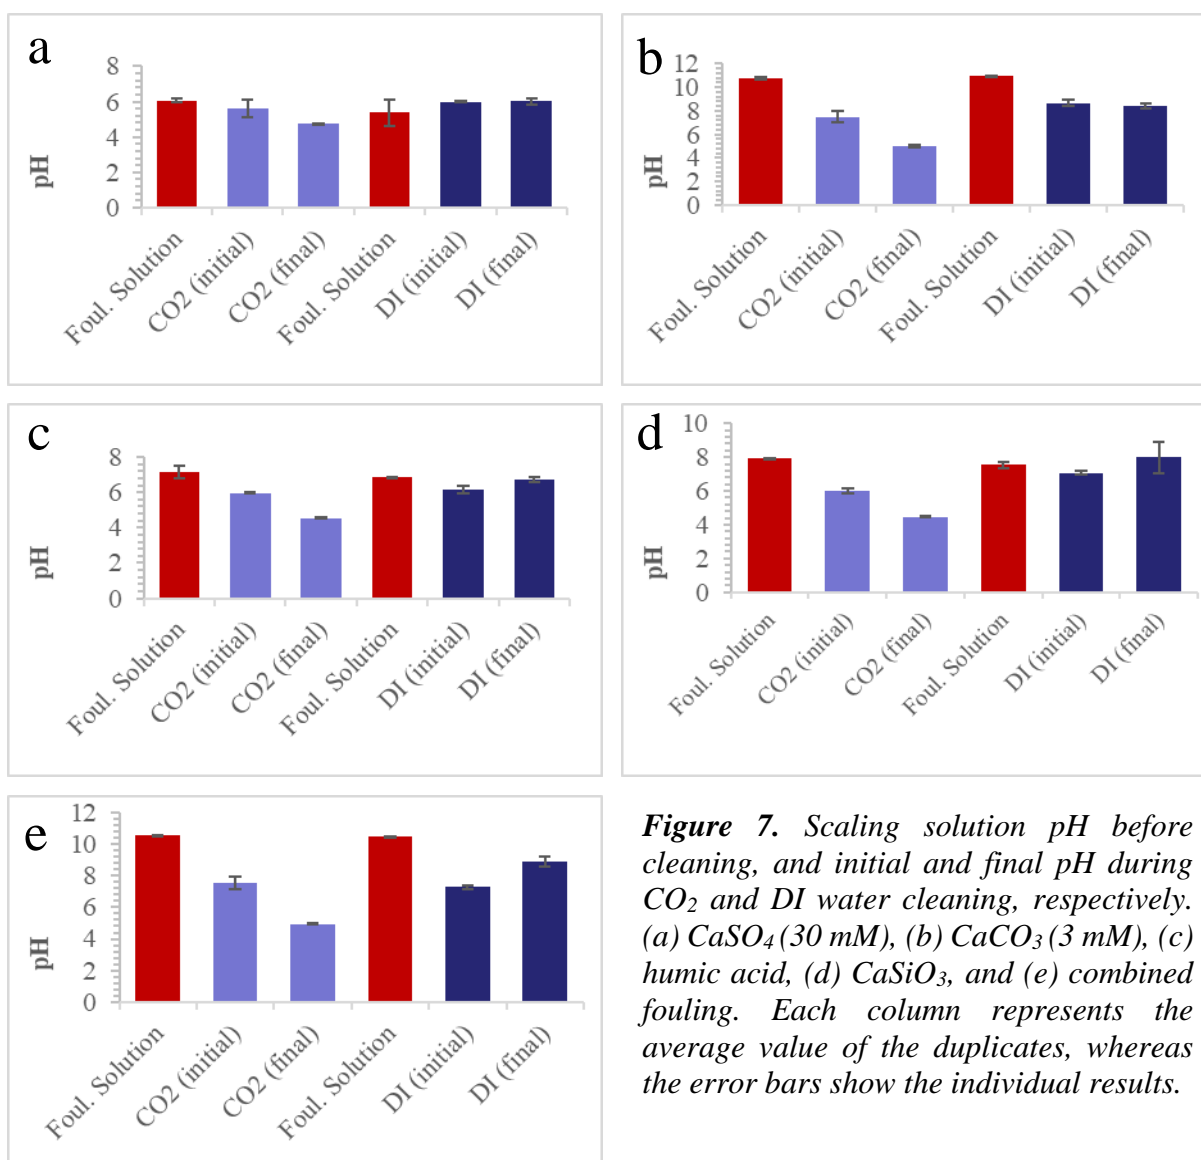 a
8
6
4
2
0
pH
Foul. Solution
CO2 (initial)
CO2 (final)
Foul. Solution
DI (initial)
DI (final)
b
12
10
8
6
4
2
0
pH
Foul. Solution
CO2 (initial)
CO2 (final)
Foul. Solution
DI (initial)
DI (final)
c
8
6
4
2
0
pH
Foul. Solution
CO2 (initial)
CO2 (final)
Foul. Solution
DI (initial)
DI (final)
d
10
8
6
4
2
0
pH
Foul. Solution
CO2 (initial)
CO2 (final)
Foul. Solution
DI (initial)
DI (final)
e
12
10
8
6
4
2
0
pH
Foul. Solution
CO2 (initial)
CO2 (final)
Foul. Solution
DI (initial)
DI (final)
Figure 7. Scaling solution pH before
cleaning, and initial and final pH during
CO₂ and DI water cleaning, respectively.
(a) CaSO₄ (30 mM), (b) CaCO₃ (3 mM), (c)
humic acid, (d) CaSiO₃, and (e) combined
fouling. Each column represents the
average value of the duplicates, whereas
the error bars show the individual results.